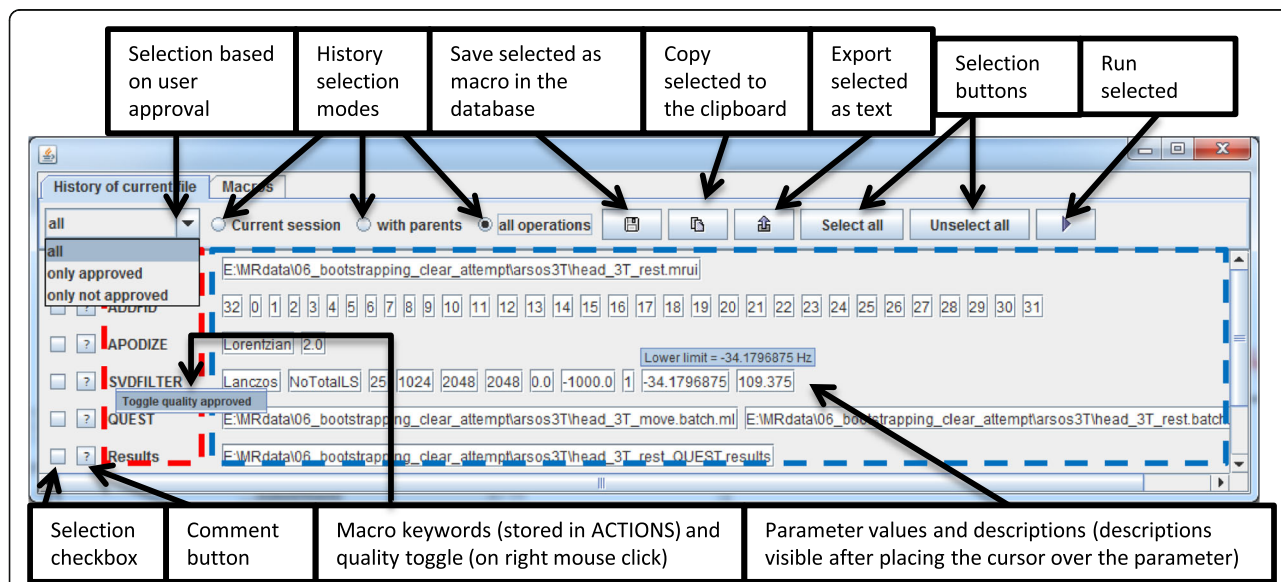 Selection based
on user
approval
History
selection
modes
Save selected as
macro in the
database
Copy
selected to
the clipboard
Export
selected
as text
Selection
buttons
Run
selected
History of current file Macros
all Current session with parents all operations Select all Unselect all
all
only approved
only not approved
E:\MRdata\06_bootstrapping_clear_attempt\arsos3T\head_3T_rest.mrui
? ADDFID 32 0 1 2 3 4 5 6 7 8 9 10 11 12 13 14 15 16 17 18 19 20 21 22 23 24 25 26 27 28 29 30 31
? APODIZE Lorentzian 2.0
Lower limit = -34.1796875 Hz
? SVDFILTER Lanczos NoTotalLS 25 1024 2048 2048 0.0 -1000.0 1 -34.1796875 109.375
Toggle quality approved
? QUEST E:\MRdata\06_bootstrapping_clear_attempt\arsos3T\head_3T_move.batch.ml E:\MRdata\06_bootstrapping_clear_attempt\arsos3T\head_3T_rest.batch
? Results E:\MRdata\06_bootstrapping_clear_attempt\arsos3T\head_3T_rest_QUEST.results
Selection
checkbox
Comment
button
Macro keywords (stored in ACTIONS) and
quality toggle (on right mouse click)
Parameter values and descriptions (descriptions
visible after placing the cursor over the parameter)